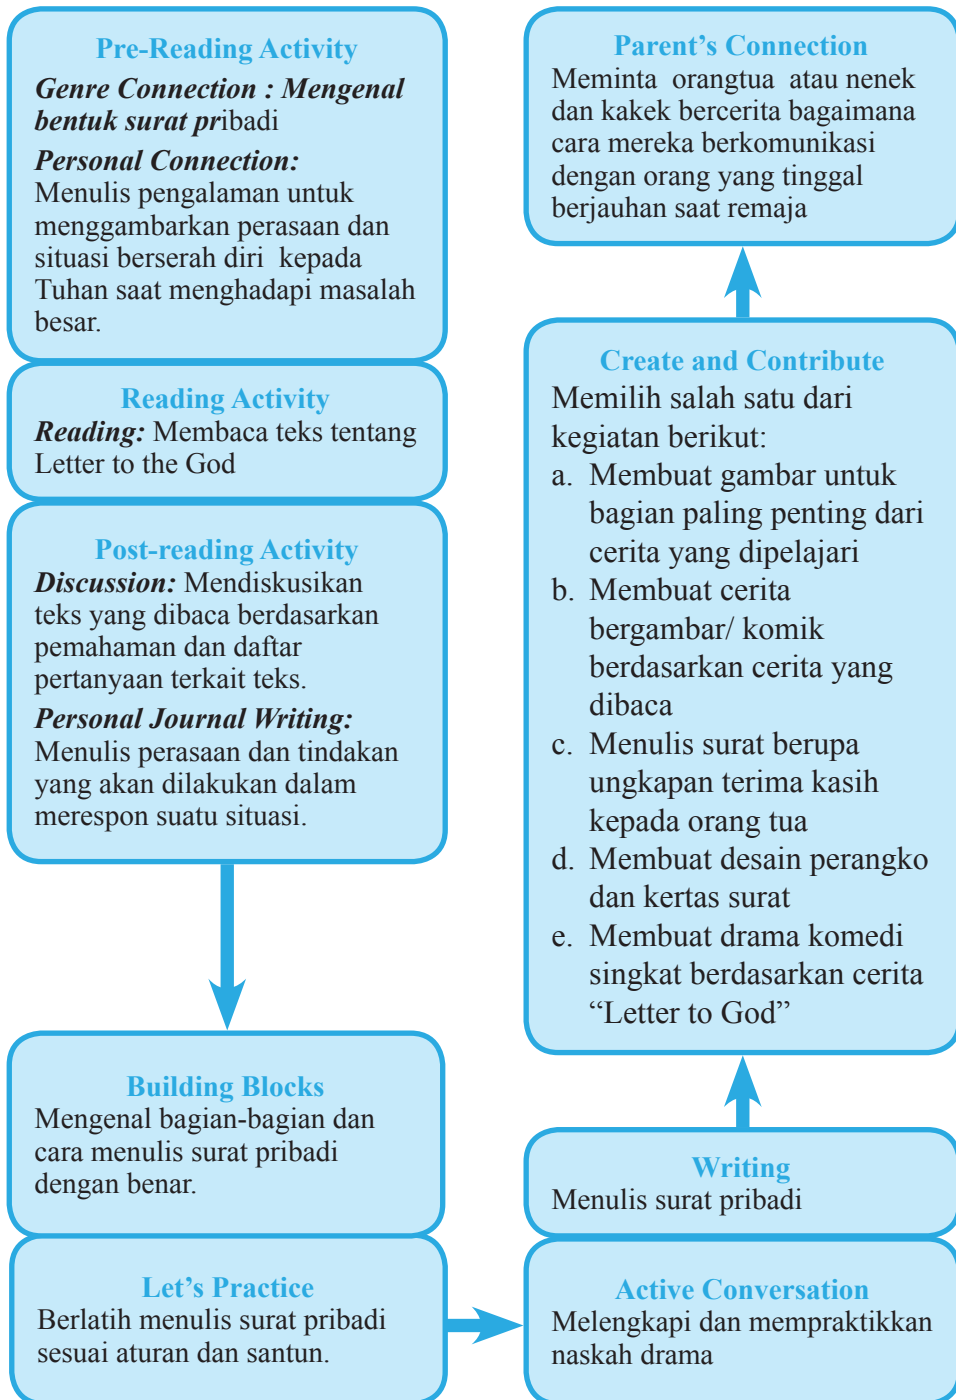 Pre-Reading Activity
Genre Connection : Mengenal
bentuk surat pribadi
Personal Connection:
Menulis pengalaman untuk
menggambarkan perasaan dan
situasi berserah diri kepada
Tuhan saat menghadapi masalah
besar.
Reading Activity
Reading: Membaca teks tentang
Letter to the God
Post-reading Activity
Discussion: Mendiskusikan
teks yang dibaca berdasarkan
pemahaman dan daftar
pertanyaan terkait teks.
Personal Journal Writing:
Menulis perasaan dan tindakan
yang akan dilakukan dalam
merespon suatu situasi.
Building Blocks
Mengenal bagian-bagian dan
cara menulis surat pribadi
dengan benar.
Let's Practice
Berlatih menulis surat pribadi
sesuai aturan dan santun.
Active Conversation
Melengkapi dan mempraktikkan
naskah drama
Writing
Menulis surat pribadi
Create and Contribute
Memilih salah satu dari
kegiatan berikut:
a. Membuat gambar untuk
bagian paling penting dari
cerita yang dipelajari
b. Membuat cerita
bergambar/ komik
berdasarkan cerita yang
dibaca
c. Menulis surat berupa
ungkapan terima kasih
kepada orang tua
d. Membuat desain perangko
dan kertas surat
e. Membuat drama komedi
singkat berdasarkan cerita
“Letter to God”
Parent's Connection
Meminta orangtua atau nenek
dan kakek bercerita bagaimana
cara mereka berkomunikasi
dengan orang yang tinggal
berjauhan saat remaja